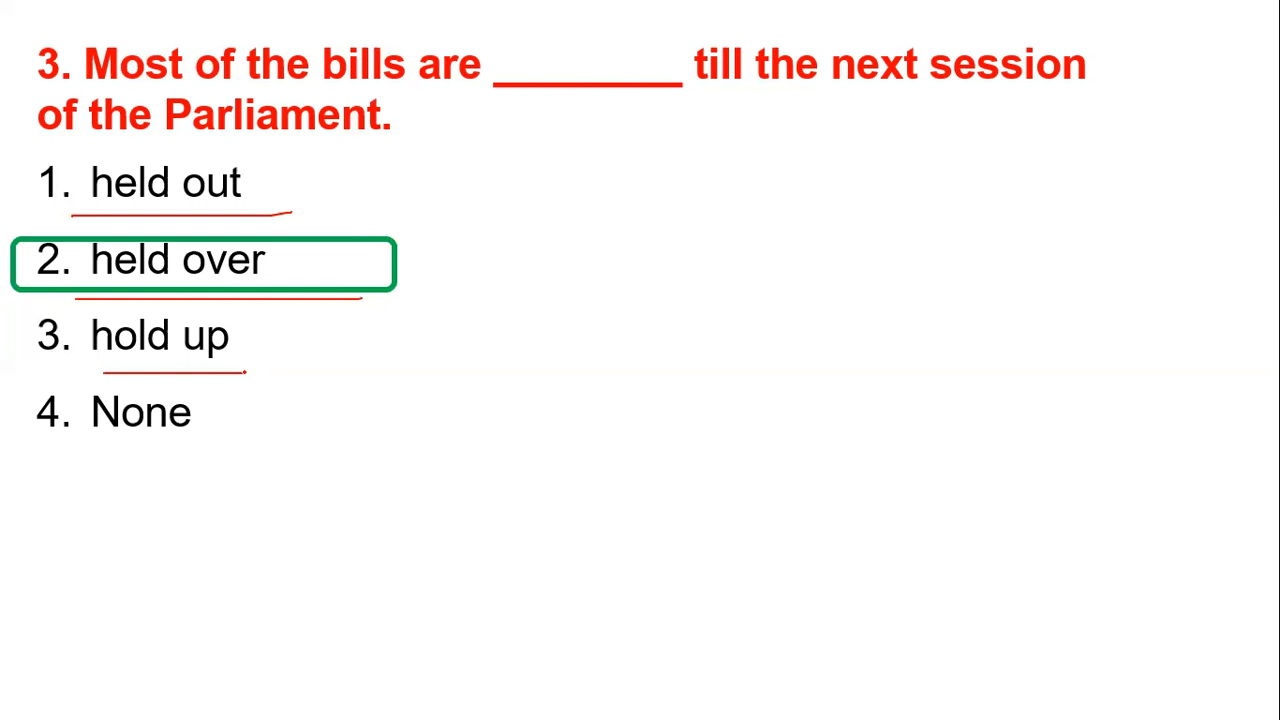 3. Most of the bills are _________ till the next session
of the Parliament.
1. held out
2. held over
3. hold up
4. None